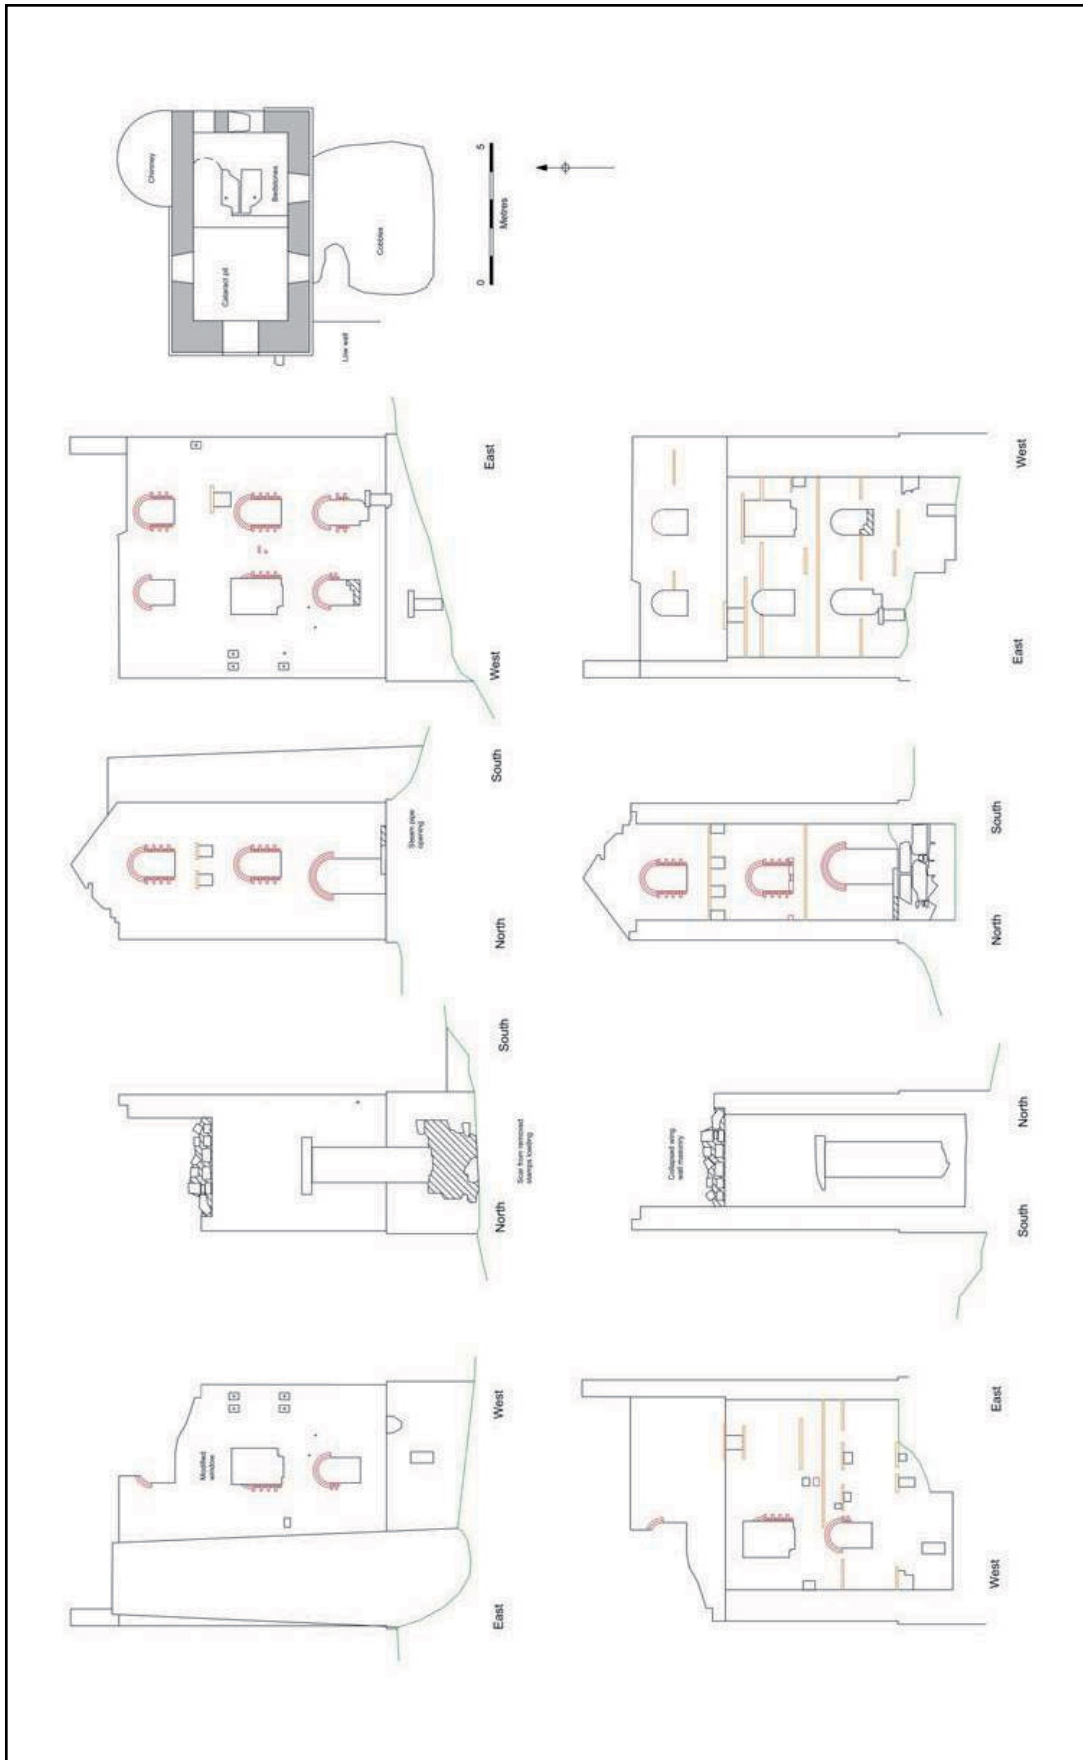 Chimney
Bedstones
Cataract pit
Cobbles
Low wall
0
5
Metres
East
West
West
East
South
Steam pipe
opening
North
South
North
South
Scar from removed
stamps loading
North
North
Collapsed wing
wall masonry
South
West
Modified
window
East
East
West